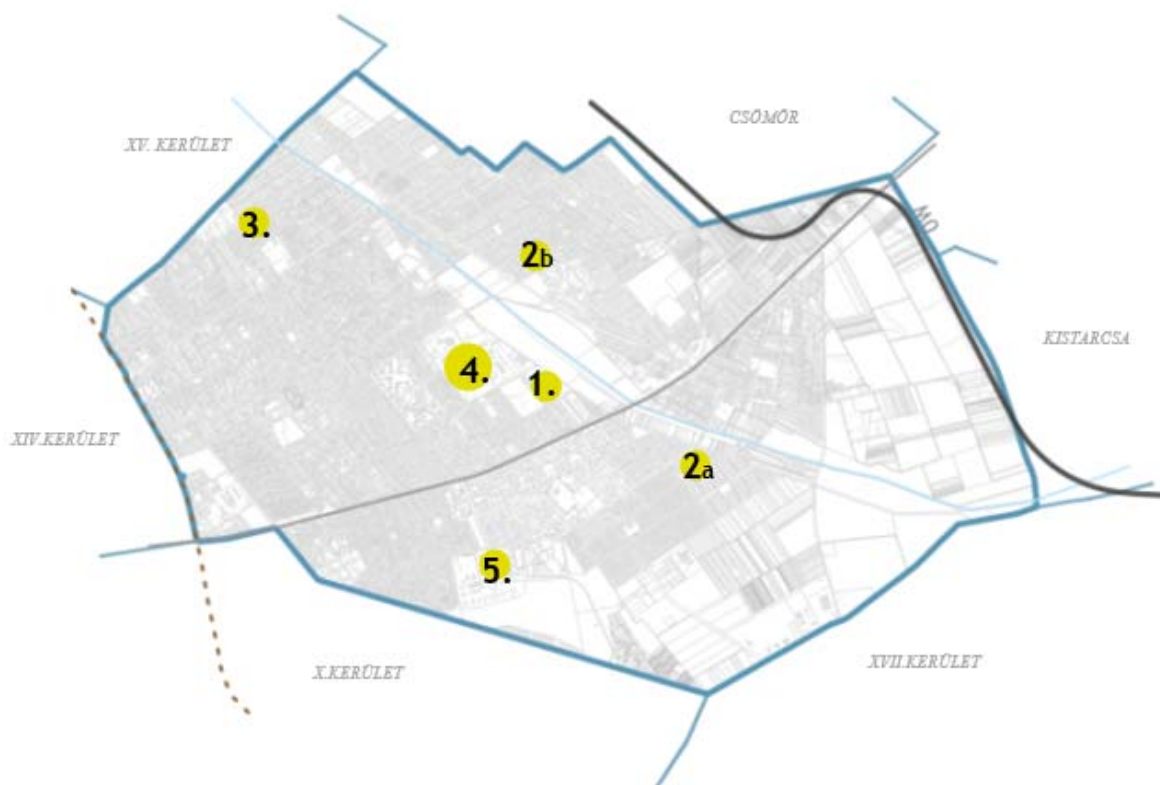 CSÖMÖR
XV. KERÜLET
M0
3.
2b
KISTARCSA
4.
1.
XIV.KERÜLET
2a
5.
XVII.KERÜLET
X.KERÜLET